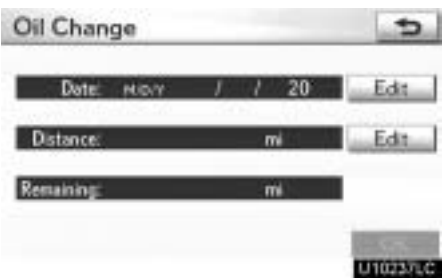 Oil Change
Date: M/D/Y / / 20 Edit
Distance: mi Edit
Remaining: mi
OK
U10237LC